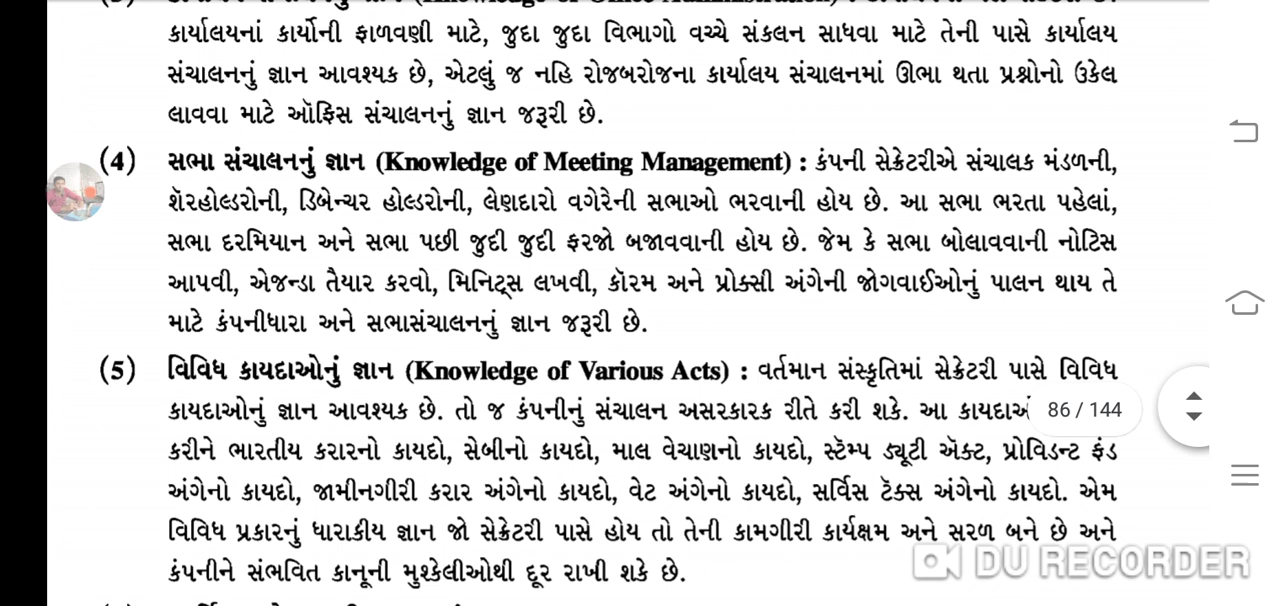 કાર્યાલયનાં કાર્યોની ફાળવણી માટે, જુદા જુદા વિભાગો વચ્ચે સંકલન સાધવા માટે તેની પાસે કાર્યાલય
સંચાલનનું જ્ઞાન આવશ્યક છે, એટલું જ નહિ રોજબરોજના કાર્યાલય સંચાલનમાં ઊભા થતા પ્રશ્નોનો ઉકેલ
લાવવા માટે ઑફિસ સંચાલનનું જ્ઞાન જરૂરી છે.
(4) સભા સંચાલનનું જ્ઞાન (Knowledge of Meeting Management) : કંપની સેક્રેટરીએ સંચાલક મંડળની,
શૅરહોલ્ડરોની, ડિબેન્ચર હોલ્ડરોની, લેણદારો વગેરેની સભાઓ ભરવાની હોય છે. આ સભા ભરતા પહેલાં,
સભા દરમિયાન અને સભા પછી જુદી જુદી ફરજો બજાવવાની હોય છે. જેમ કે સભા બોલાવવાની નોટિસ
આપવી, એજન્ડા તૈયાર કરવો, મિનિટ્સ લખવી, કૉરમ અને પ્રોક્સી અંગેની જોગવાઈઓનું પાલન થાય તે
માટે કંપનીધારા અને સભાસંચાલનનું જ્ઞાન જરૂરી છે.
(5) વિવિધ કાયદાઓનું જ્ઞાન (Knowledge of Various Acts) : વર્તમાન સંસ્કૃતિમાં સેક્રેટરી પાસે વિવિધ
કાયદાઓનું જ્ઞાન આવશ્યક છે. તો જ કંપનીનું સંચાલન અસરકારક રીતે કરી શકે. આ 86 / 144
કરીને ભારતીય કરારનો કાયદો, સેબીનો કાયદો, માલ વેચાણનો કાયદો, સ્ટૅમ્પ ડ્યૂટી ઍક્ટ, પ્રોવિડન્ટ ફંડ
અંગેનો કાયદો, જામીનગીરી કરાર અંગેનો કાયદો, વેટ અંગેનો કાયદો, સર્વિસ ટૅક્સ અંગેનો કાયદો. એમ
વિવિધ પ્રકારનું ધારાકીય જ્ઞાન જો સેક્રેટરી પાસે હોય તો તેની કામગીરી કાર્યક્ષમ અને સરળ બને છે અને
કંપનીને સંભવિત કાનૂની મુશ્કેલીઓથી દૂર રાખી શકે છે.
DU RECORDER